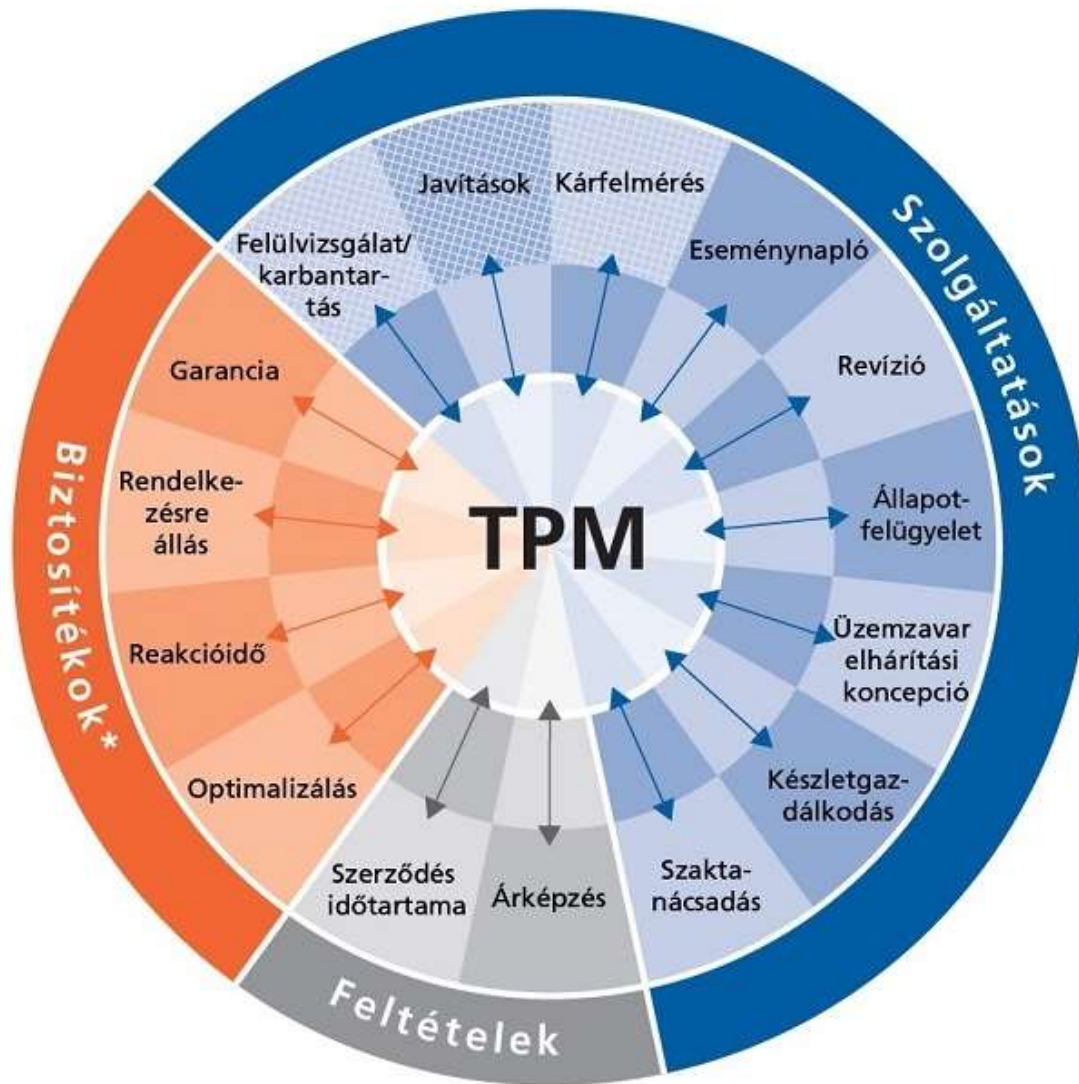 Szolgáltatások
Javítások
Kárfelmérés
Eseménynapló
Revízió
Állapot-
felügyelet
Üzemzavar
elhárítási
koncepció
Készletgaz-
dálkodás
Szakta-
nácsadás
Feltételek
Árképzés
Szerződés
időtartama
Biztosítékok*
Optimalizálás
Reakcióidő
Rendelke-
zésre
állás
Garancia
Felülvizsgálat/
karbantar-
tás
TPM